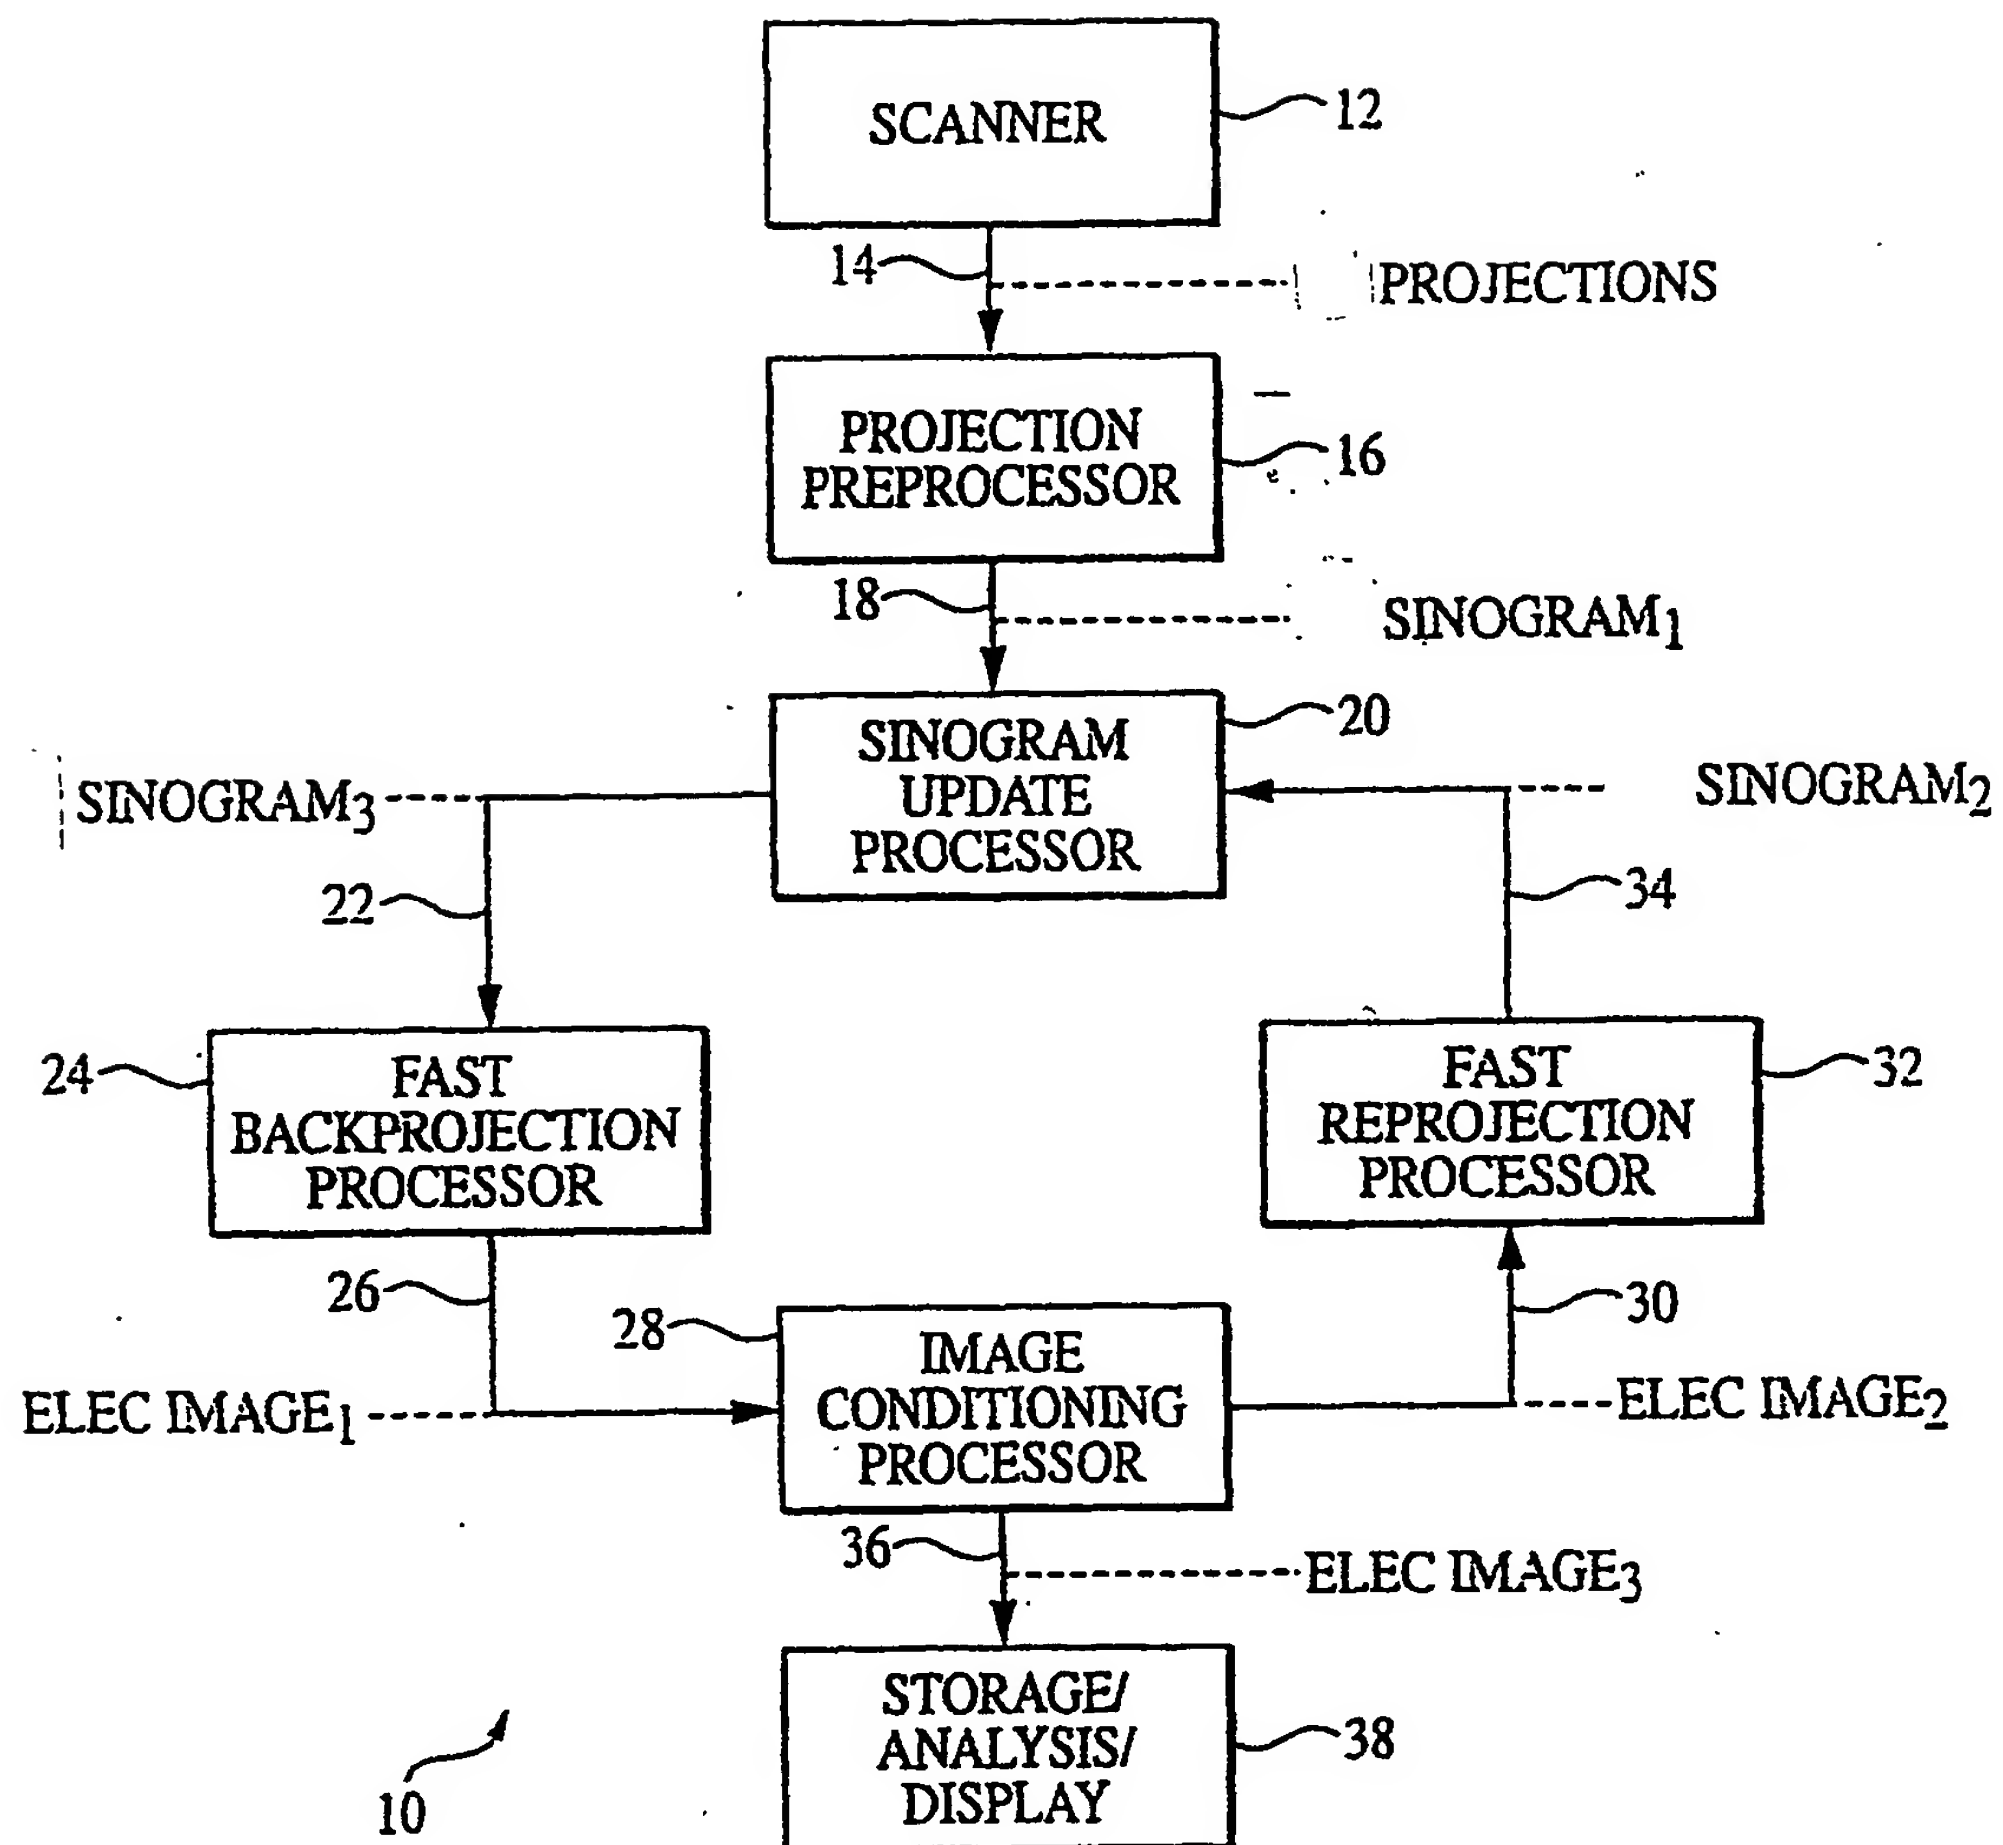 SCANNER
12
14
PROJECTIONS
PROJECTION
PREPROCESSOR
16
18
SINOGRAM1
SINOGRAM
UPDATE
PROCESSOR
20
SINOGRAM3
SINOGRAM2
22
34
24
FAST
BACKPROJECTION
PROCESSOR
FAST
REPROJECTION
PROCESSOR
32
26
28
30
IMAGE
CONDITIONING
PROCESSOR
ELEC IMAGE1
ELEC IMAGE2
36
ELEC IMAGE3
STORAGE/
ANALYSIS/
DISPLAY
38
10